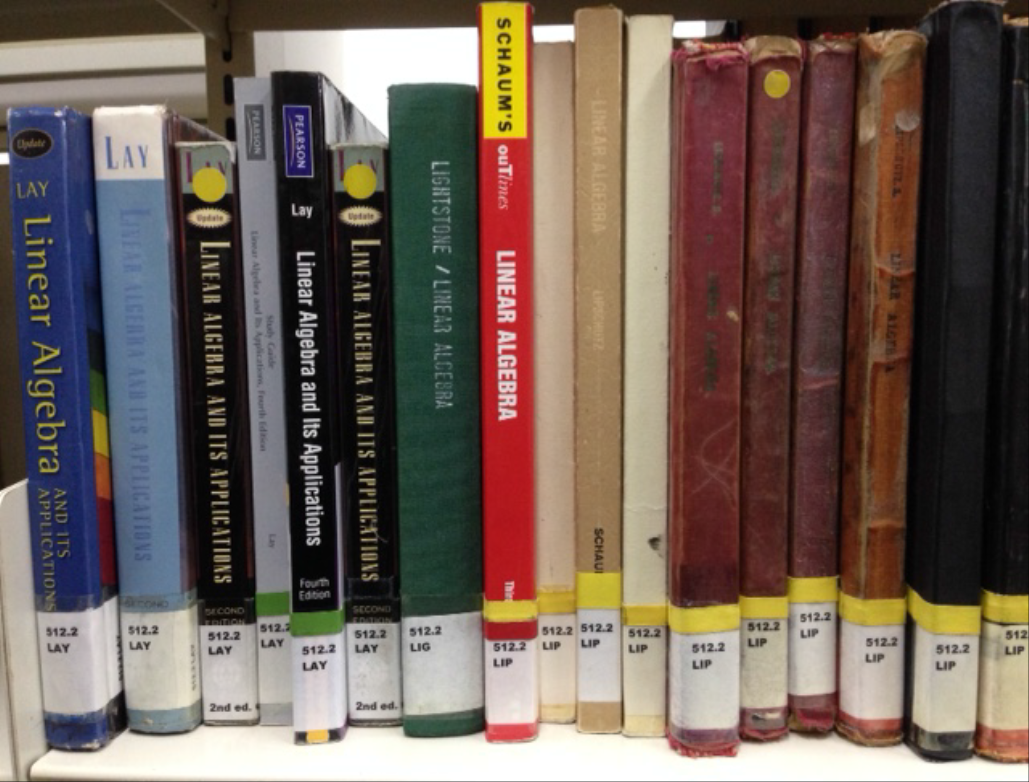 Update
LAY
Linear Algebra
AND ITS
APPLICATIONS
512.2
LAY
LAY
LINEAR ALGEBRA AND ITS APPLICATIONS
SECOND
512.2
LAY
LAY
Update
LINEAR ALGEBRA AND ITS APPLICATIONS
SECOND
EDITION
512.2
LAY
2nd ed.
PEARSON
Study Guide
Linear Algebra and Its Applications, Fourth Edition
Lay
512.2
LAY
PEARSON
Lay
Linear Algebra and Its Applications
Fourth
Edition
512.2
LAY
LAY
Update
LINEAR ALGEBRA AND ITS APPLICATIONS
SECOND
EDITION
512.2
LAY
2nd ed.
LIGHTSTONE / LINEAR ALGEBRA
512.2
LIG
SCHAUM'S
ouTlines
LINEAR ALGEBRA
Thir
512.2
LIP
512.2
LIP
LINEAR ALGEBRA
LIPSCHUTZ
SCHAU
512.2
LIP
512.2
LIP
512.2
LIP
512.2
LIP
512.2
LIP
512.2
LIP
512.2
LIP
512.2
LIP